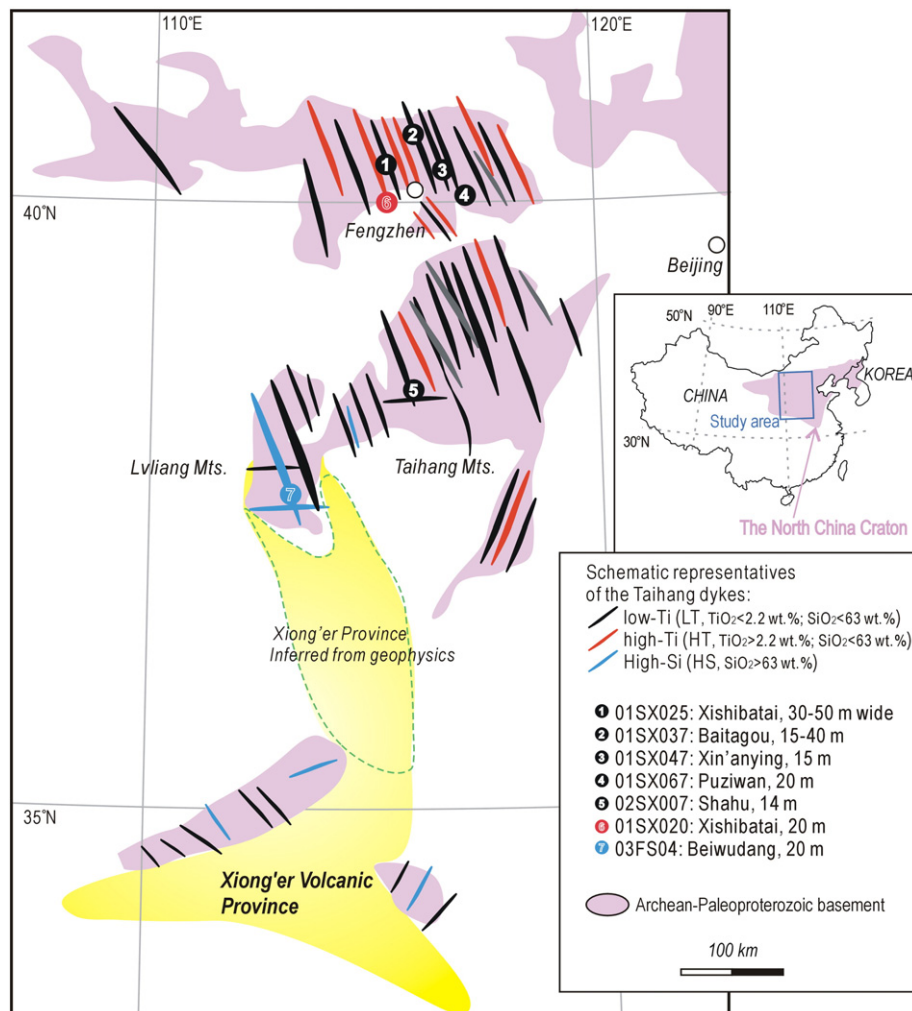 110°E
120°E
2
1
3
4
40°N
6
Fengzhen
Beijing
50°N
90°E
110°E
KOREA
CHINA
Study area
30°N
The North China Craton
5
Lvliang Mts.
Taihang Mts.
7
Xiong'er Province
Inferred from geophysics
35°N
Xiong'er Volcanic
Province
Schematic representatives
of the Taihang dykes:
low-Ti (LT, TiO2<2.2 wt.%; SiO2<63 wt.%)
high-Ti (HT, TiO2>2.2 wt.%; SiO2<63 wt.%)
High-Si (HS, SiO2>63 wt.%)
1 01SX025: Xishibatai, 30-50 m wide
2 01SX037: Baitagou, 15-40 m
3 01SX047: Xin'anying, 15 m
4 01SX067: Puziwan, 20 m
5 02SX007: Shahu, 14 m
6 01SX020: Xishibatai, 20 m
7 03FS04: Beiwudang, 20 m
Archean-Paleoproterozoic basement
100 km